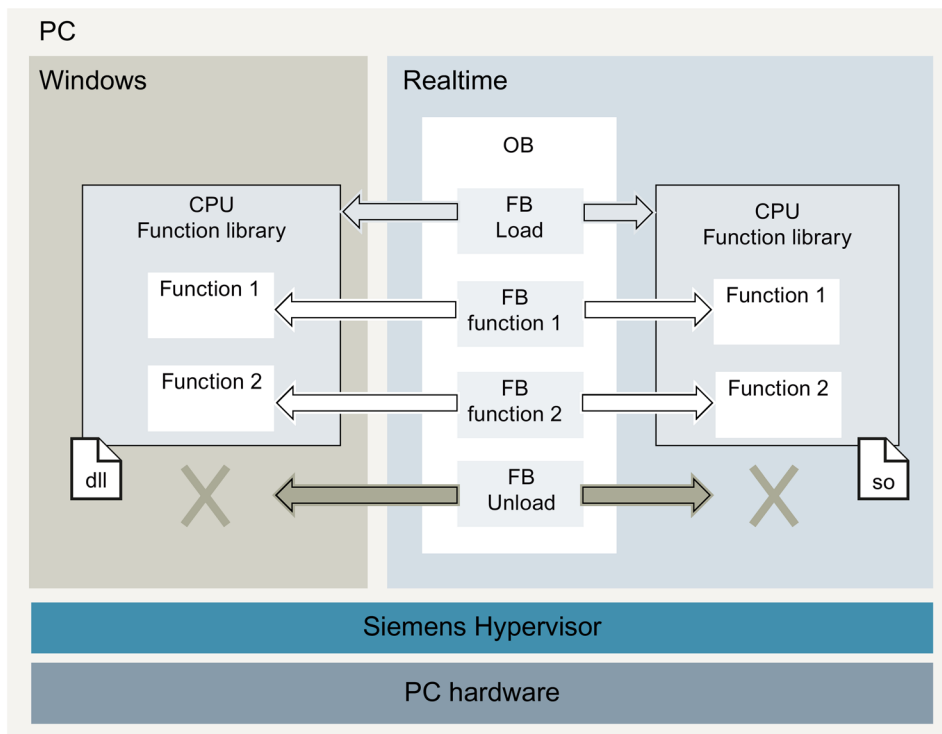 PC
Windows
CPU
Function library
Function 1
Function 2
dll
Realtime
OB
FB
Load
FB
function 1
FB
function 2
FB
Unload
CPU
Function library
Function 1
Function 2
so
Siemens Hypervisor
PC hardware